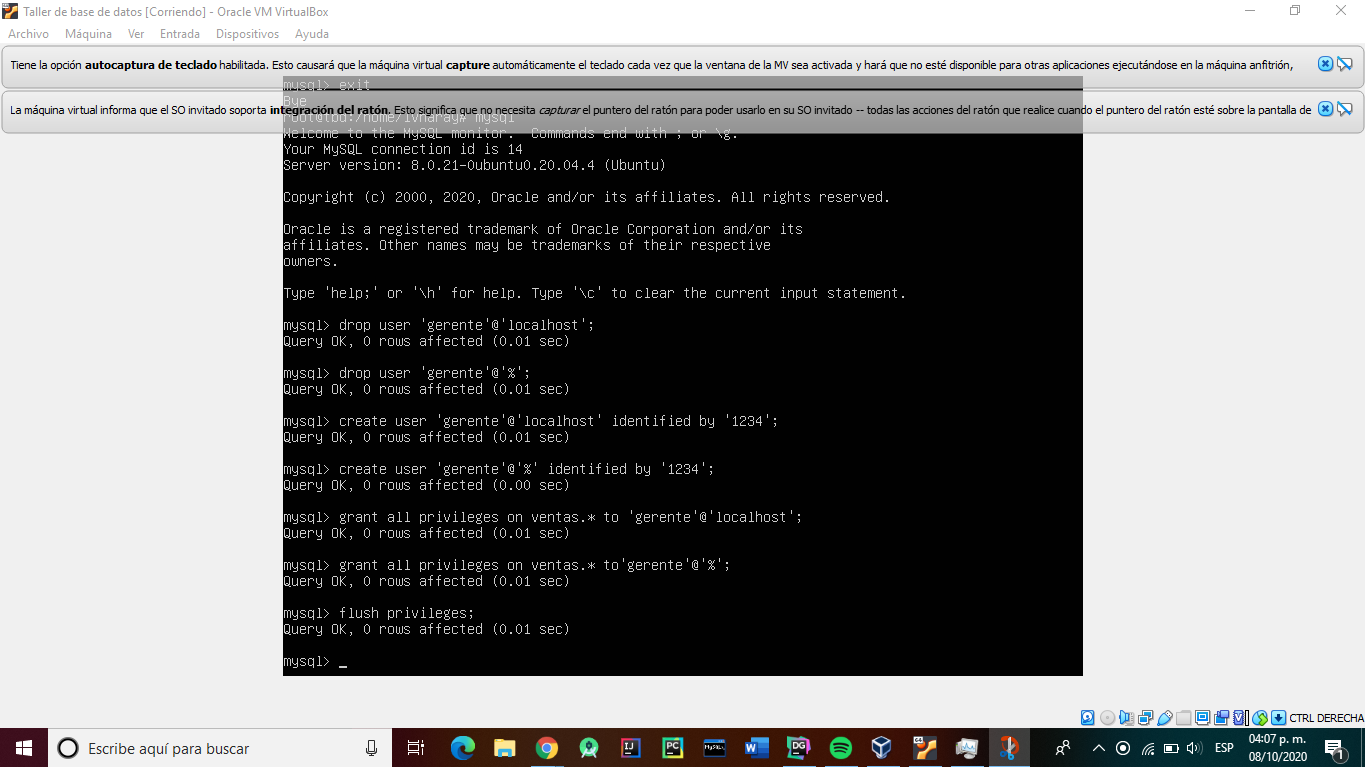 Taller de base de datos [Corriendo] - Oracle VM VirtualBox
Archivo Máquina Ver Entrada Dispositivos Ayuda
Tiene la opción autocaptura de teclado habilitada. Esto causará que la máquina virtual capture automáticamente el teclado cada vez que la ventana de la MV sea activada y hará que no esté disponible para otras aplicaciones ejecutándose en la máquina anfitrión,
mysql> exit
Bye
La máquina virtual informa que el SO invitado soporta integración del ratón. Esto significa que no necesita capturar el puntero del ratón para poder usarlo en su SO invitado -- todas las acciones del ratón que realice cuando el puntero del ratón esté sobre la pantalla de
Welcome to the MySQL monitor.  Commands end with ; or \g.
Your MySQL connection id is 14
Server version: 8.0.21-0ubuntu0.20.04.4 (Ubuntu)
Copyright (c) 2000, 2020, Oracle and/or its affiliates. All rights reserved.
Oracle is a registered trademark of Oracle Corporation and/or its
affiliates. Other names may be trademarks of their respective
owners.
Type 'help;' or '\h' for help. Type '\c' to clear the current input statement.
mysql> drop user 'gerente'@'localhost';
Query OK, 0 rows affected (0.01 sec)
mysql> drop user 'gerente'@'%';
Query OK, 0 rows affected (0.01 sec)
mysql> create user 'gerente'@'localhost' identified by '1234';
Query OK, 0 rows affected (0.01 sec)
mysql> create user 'gerente'@'%' identified by '1234';
Query OK, 0 rows affected (0.00 sec)
mysql> grant all privileges on ventas.* to 'gerente'@'localhost';
Query OK, 0 rows affected (0.01 sec)
mysql> grant all privileges on ventas.* to'gerente'@'%';
Query OK, 0 rows affected (0.01 sec)
mysql> flush privileges;
Query OK, 0 rows affected (0.01 sec)
mysql> _
CTRL DERECHA
Escribe aquí para buscar
ESP
04:07 p. m.
08/10/2020
1